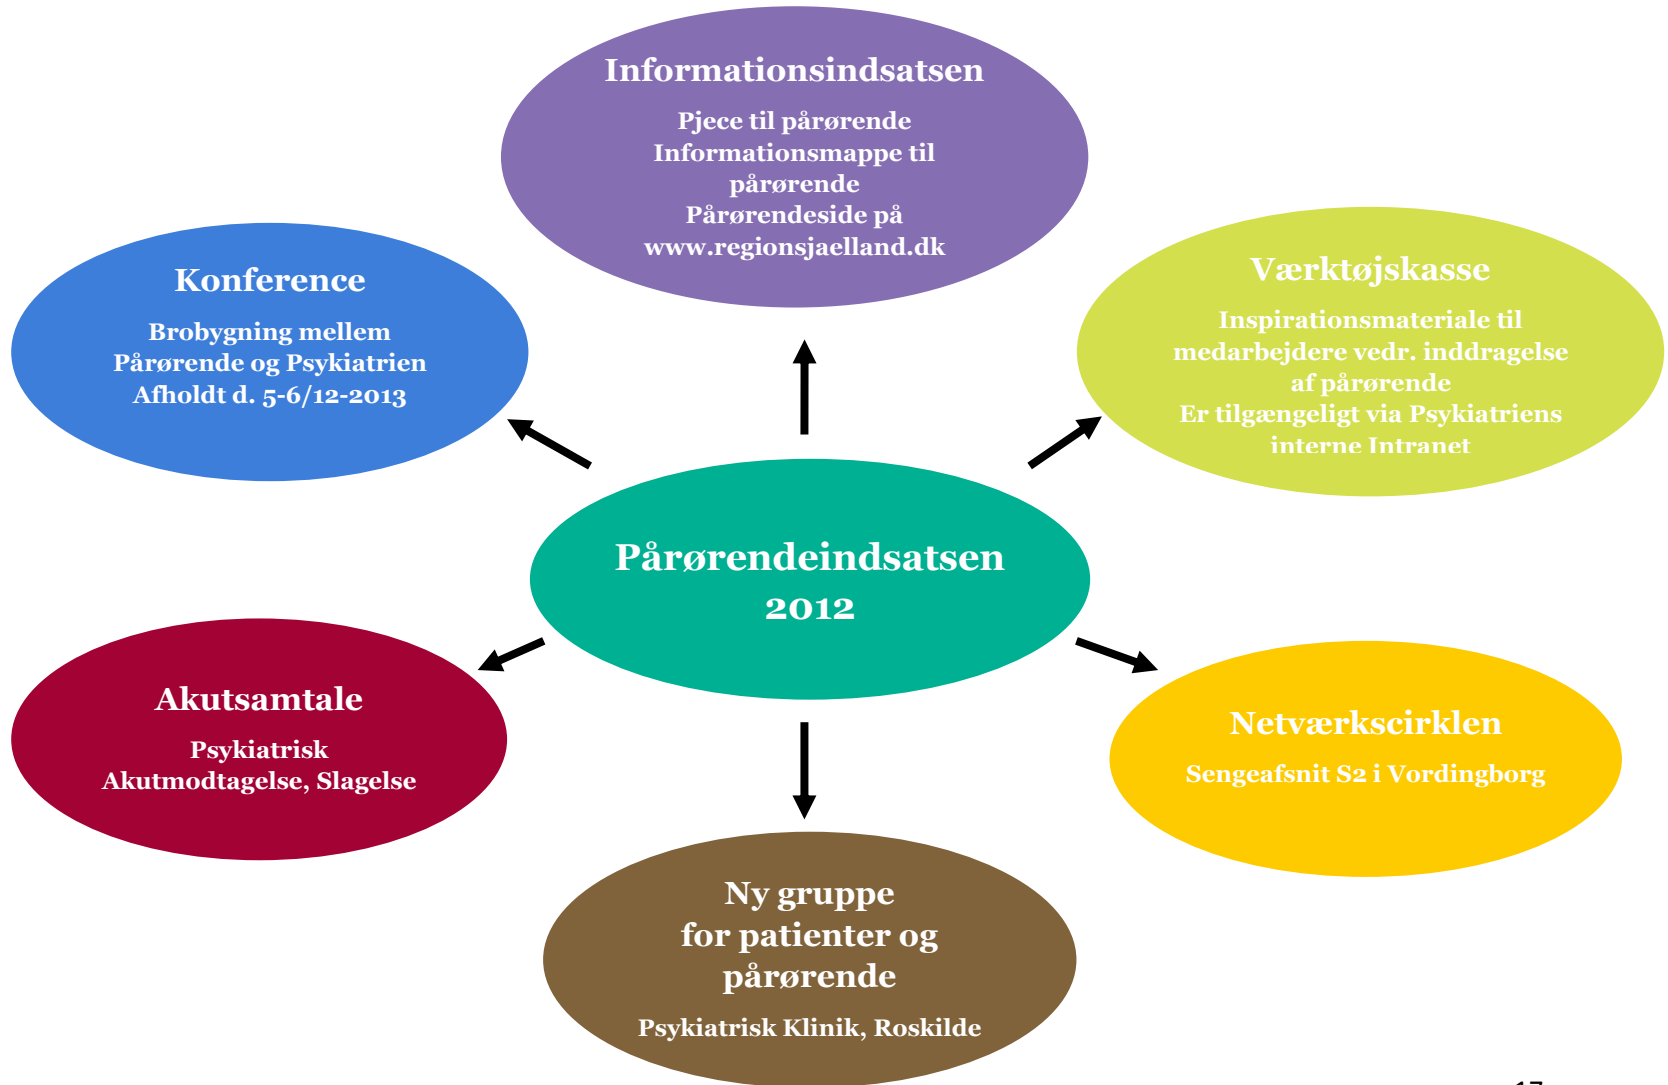 Informationsindsatsen
Pjece til pårørende
Informationsmappe til
pårørende
Pårørendeside på
www.regionsjaelland.dk
Konference
Brobygning mellem
Pårørende og Psykiatrien
Afholdt d. 5-6/12-2013
Værktøjskasse
Inspirationsmateriale til
medarbejdere vedr. inddragelse
af pårørende
Er tilgængeligt via Psykiatriens
interne Intranet
Pårørendeindsatsen
2012
Akutsamtale
Psykiatrisk
Akutmodtagelse, Slagelse
Netværkscirklen
Sengeafsnit S2 i Vordingborg
Ny gruppe
for patienter og
pårørende
Psykiatrisk Klinik, Roskilde
17